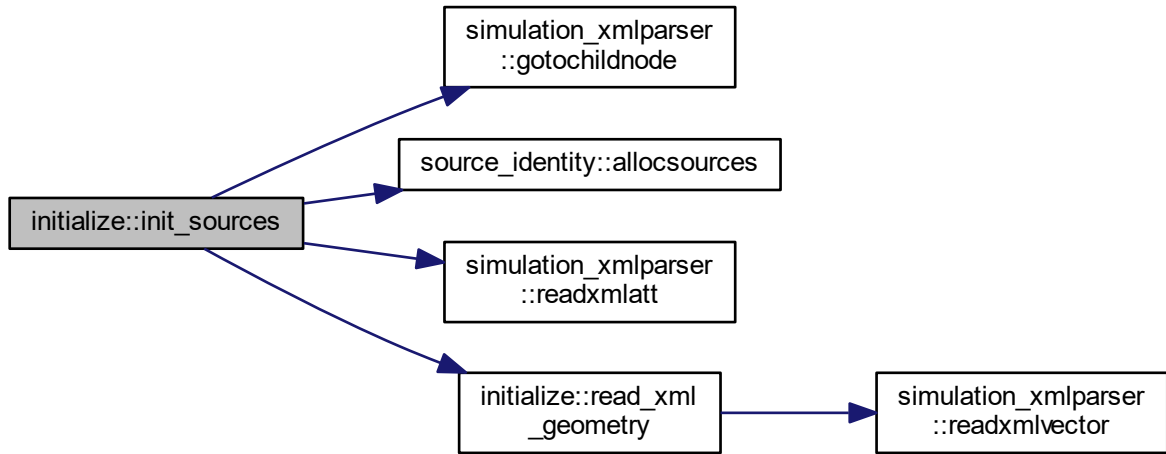 simulation_xmlparser
::gotochildnode
source_identity::allocsources
initialize::init_sources
simulation_xmlparser
::readxmlatt
initialize::read_xml
_geometry
simulation_xmlparser
::readxmlvector